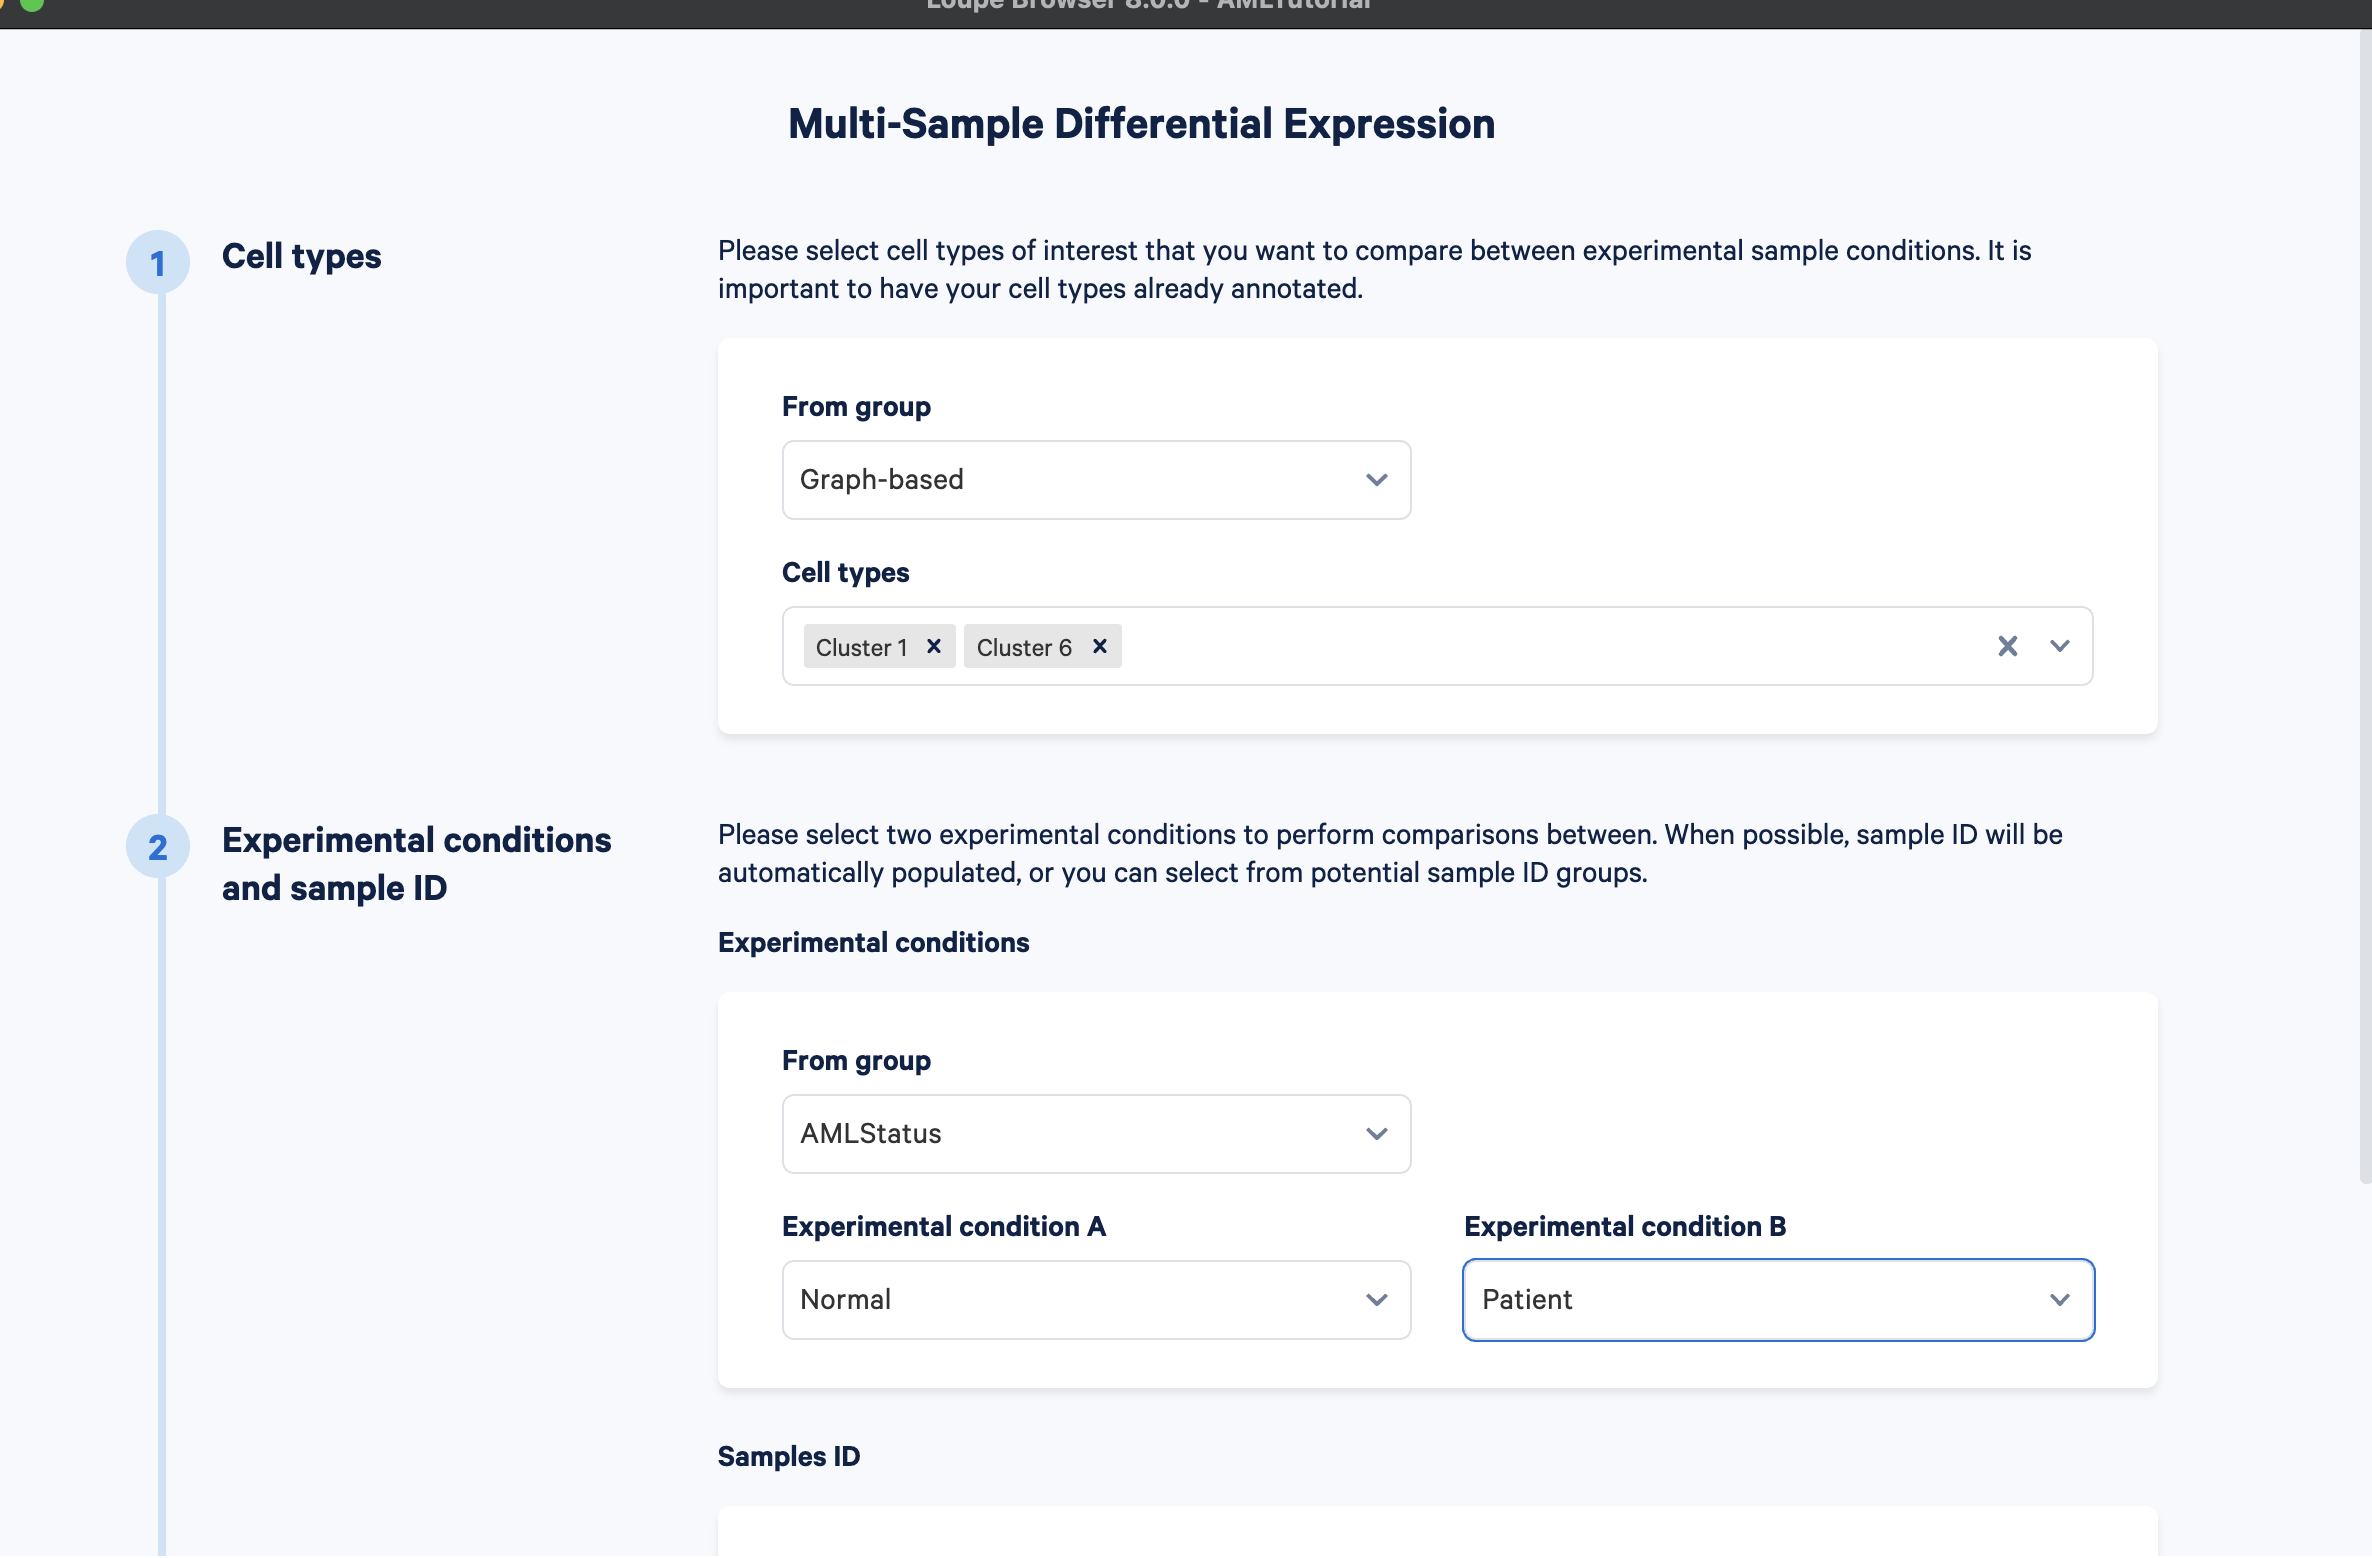 Loupe Browser 8.0.0 - AMLTutorial
Multi-Sample Differential Expression
1
Cell types
Please select cell types of interest that you want to compare between experimental sample conditions. It is
important to have your cell types already annotated.
From group
Graph-based
Cell types
Cluster 1
Cluster 6
2
Experimental conditions
and sample ID
Please select two experimental conditions to perform comparisons between. When possible, sample ID will be
automatically populated, or you can select from potential sample ID groups.
Experimental conditions
From group
AMLStatus
Experimental condition A
Experimental condition B
Normal
Patient
Samples ID